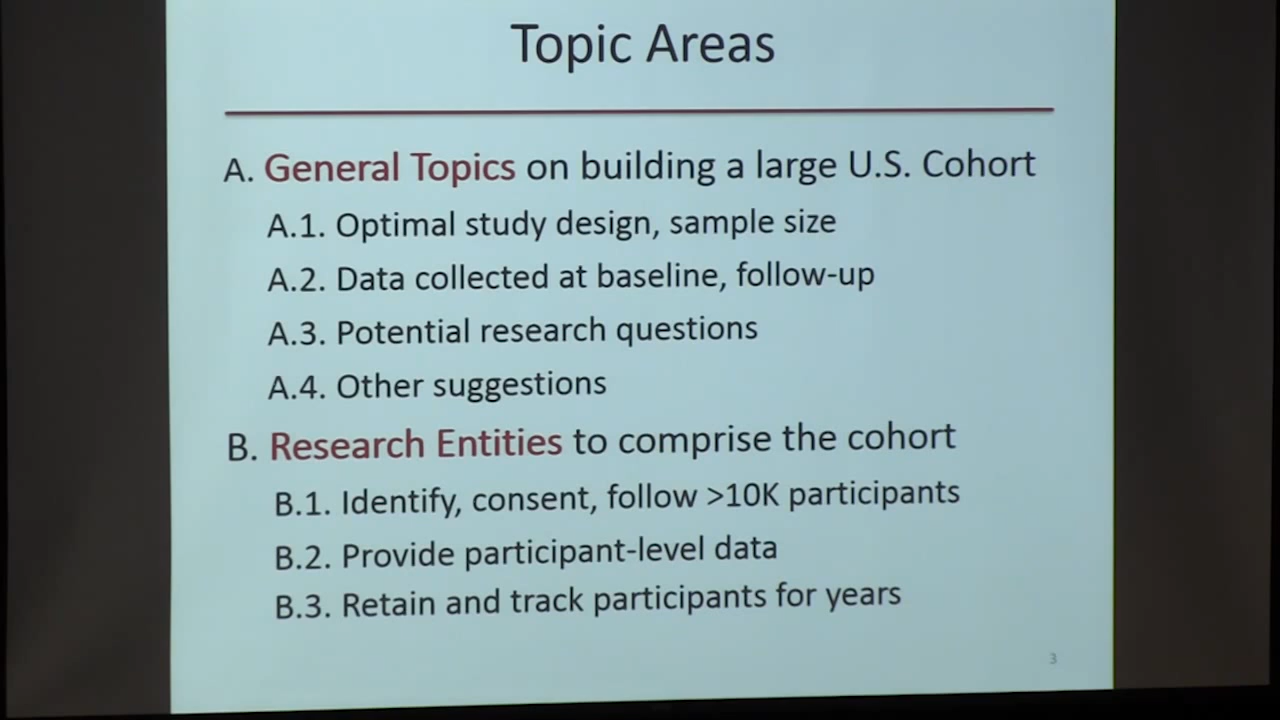 Topic Areas
A. General Topics on building a large U.S. Cohort
A.1. Optimal study design, sample size
A.2. Data collected at baseline, follow-up
A.3. Potential research questions
A.4. Other suggestions
B. Research Entities to comprise the cohort
B.1. Identify, consent, follow >10K participants
B.2. Provide participant-level data
B.3. Retain and track participants for years
3